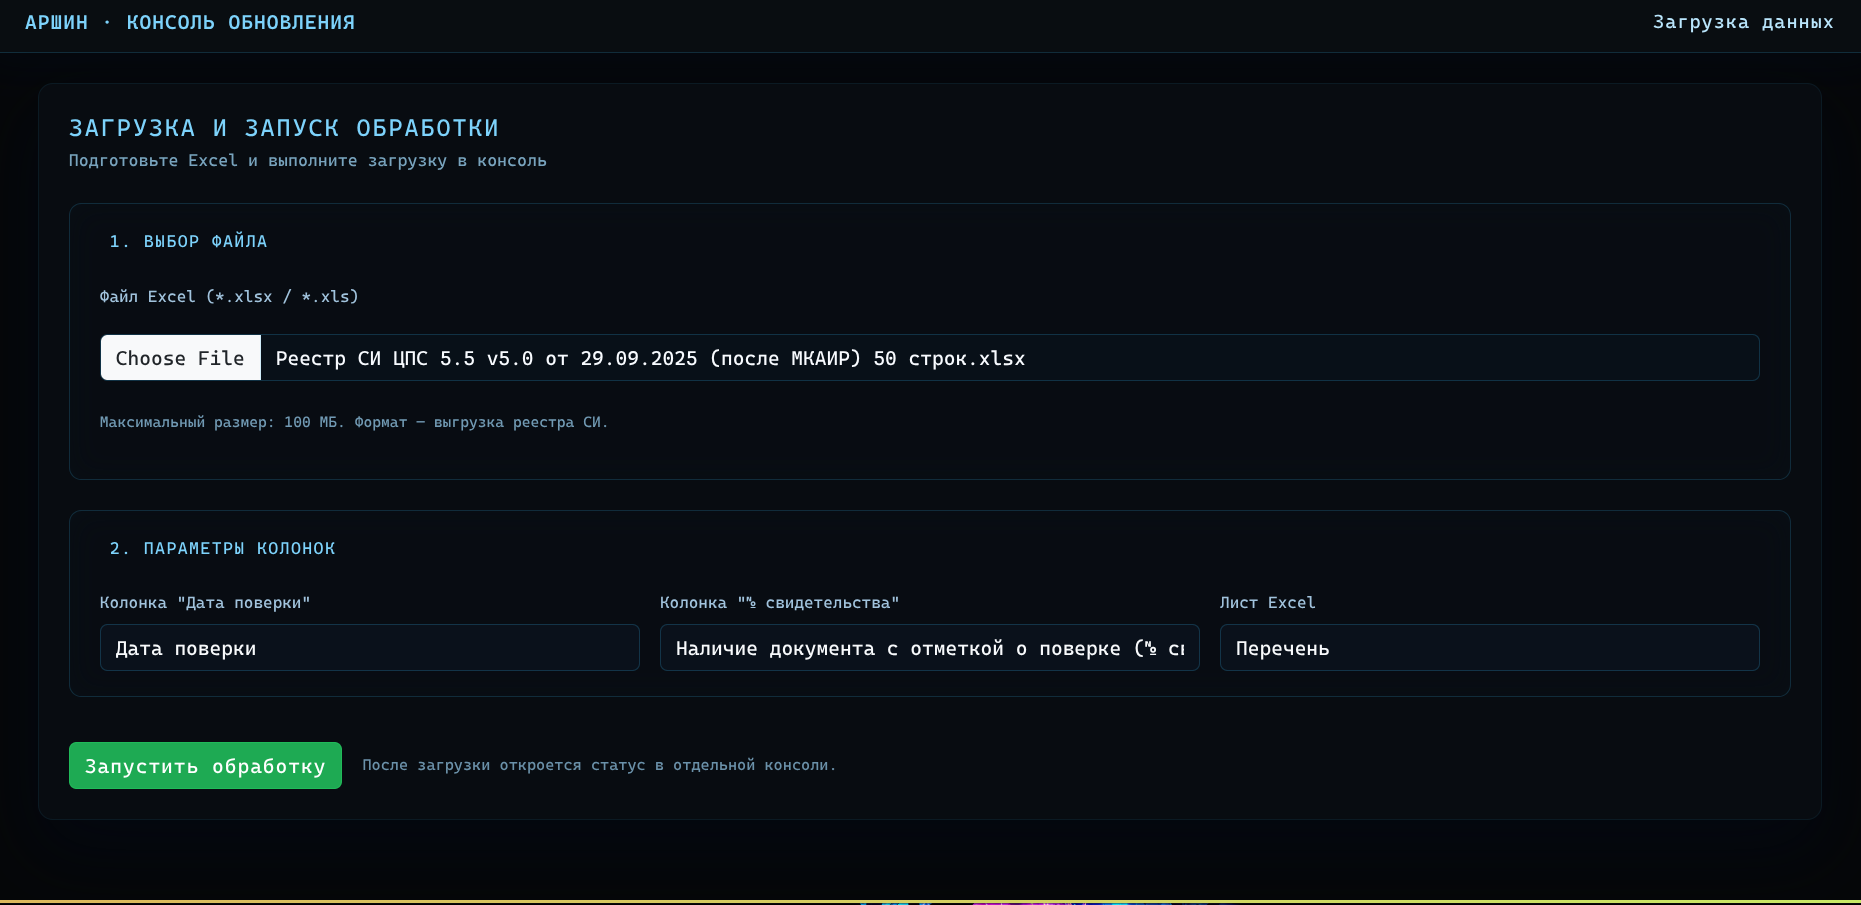 АРШИН · КОНСОЛЬ ОБНОВЛЕНИЯ
Загрузка данных
ЗАГРУЗКА И ЗАПУСК ОБРАБОТКИ
Подготовьте Excel и выполните загрузку в консоль
1. ВЫБОР ФАЙЛА
Файл Excel (*.xlsx / *.xls)
Choose File Реестр СИ ЦПС 5.5 v5.0 от 29.09.2025 (после МКАИР) 50 строк.xlsx
Максимальный размер: 100 МБ. Формат — выгрузка реестра СИ.
2. ПАРАМЕТРЫ КОЛОНОК
Колонка "Дата поверки" Колонка "№ свидетельства" Лист Excel
Дата поверки Наличие документа с отметкой о поверке (№ Перечень
Запустить обработку После загрузки откроется статус в отдельной консоли.